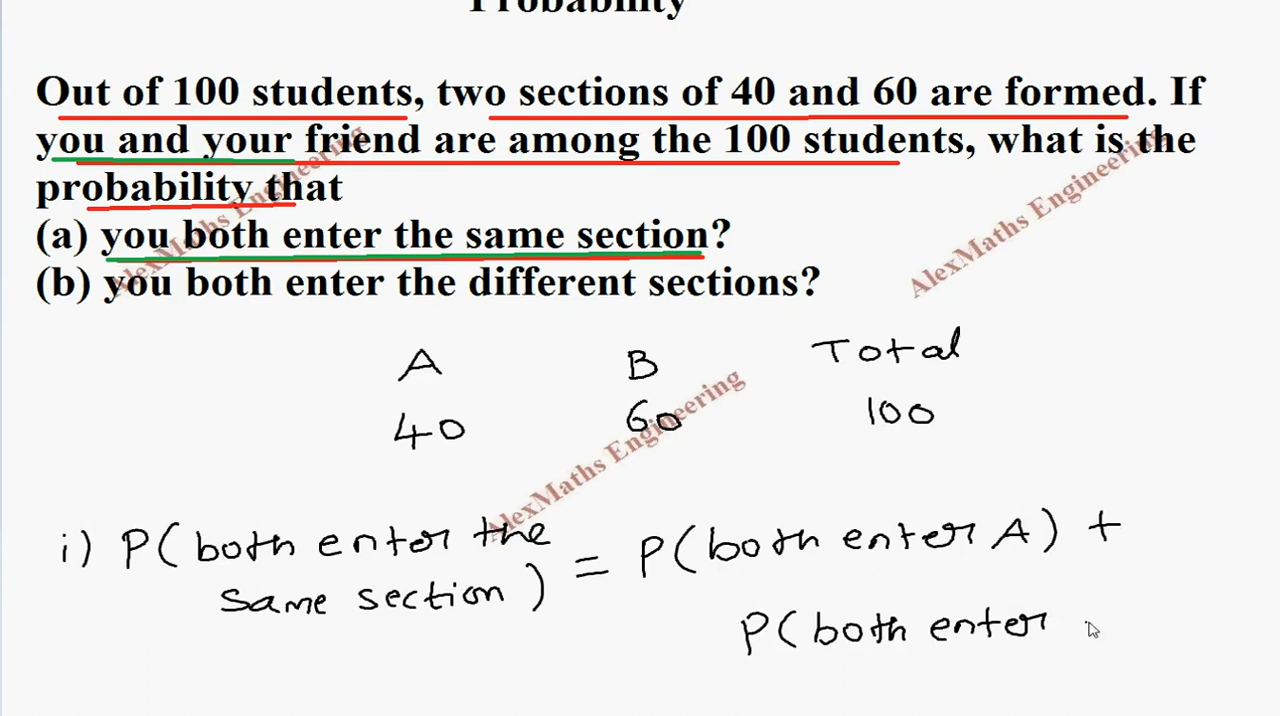 Probability
Out of 100 students, two sections of 40 and 60 are formed. If
you and your friend are among the 100 students, what is the
probability that
(a) you both enter the same section?
(b) you both enter the different sections?
A B Total
40 60 100
i) P(both enter the same section) = P(both enter A) +
P(both enter
AlexMaths Engineering
AlexMaths Engineering
AlexMaths Engineering